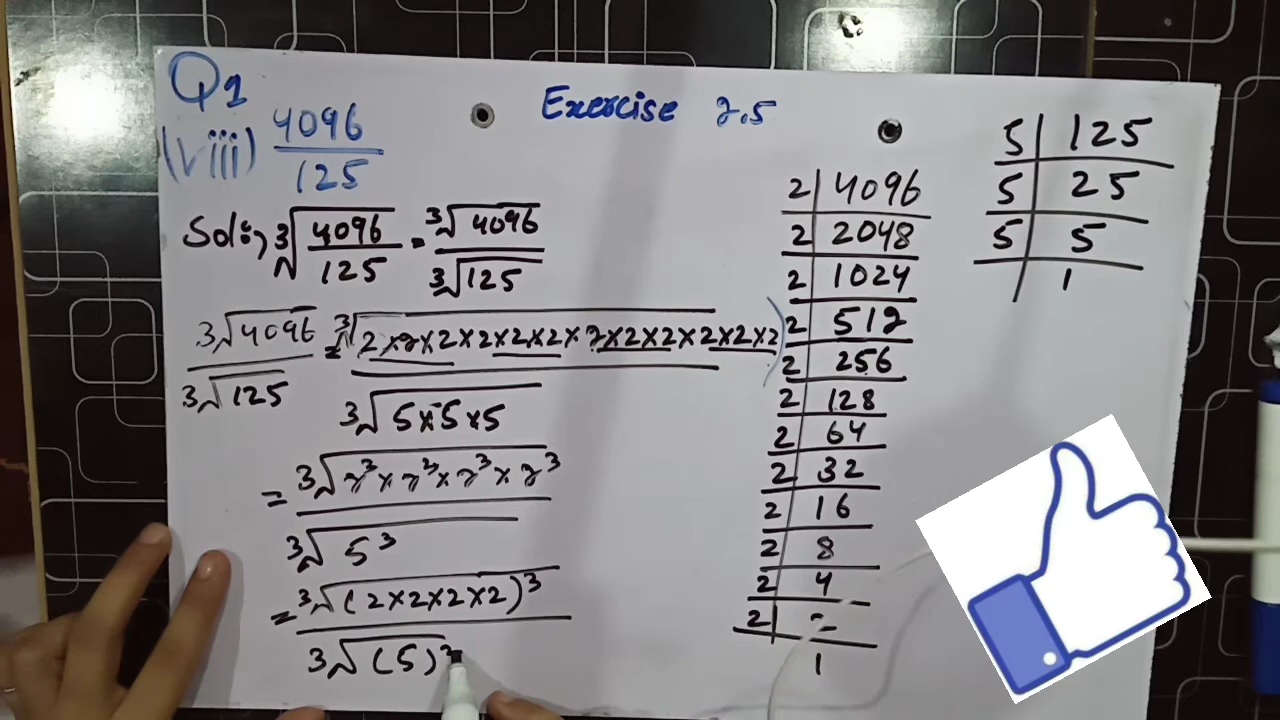 Q1
Exercise 2.5
(viii) 4096
125
Sol:, ∛4096/125 = ∛4096/∛125
∛4096/∛125 = ∛2×2×2×2×2×2×2×2×2×2×2×2
∛5×5×5
= ∛2³×2³×2³×2³
∛5³
= ∛(2×2×2×2)³
∛(5)³
2 | 4096
2 | 2048
2 | 1024
2 | 512
2 | 256
2 | 128
2 | 64
2 | 32
2 | 16
2 | 8
2 | 4
2 | 2
1
5 | 125
5 | 25
5 | 5
1